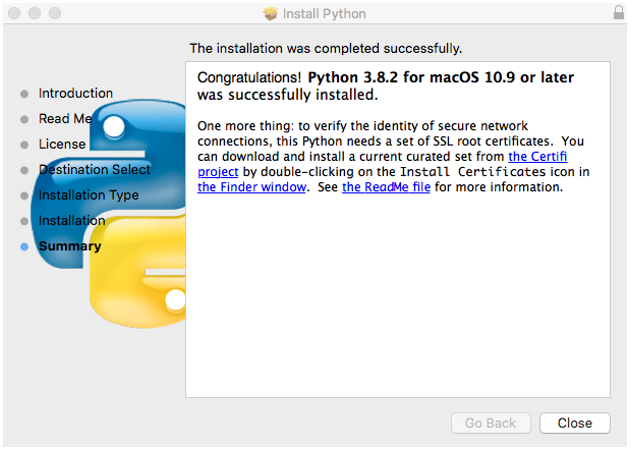 Install Python
The installation was completed successfully.
Introduction
Read Me
License
Destination Select
Installation Type
Installation
Summary
Congratulations! Python 3.8.2 for macOS 10.9 or later
was successfully installed.
One more thing: to verify the identity of secure network
connections, this Python needs a set of SSL root certificates.  You
can download and install a current curated set from the Certifi
project by double-clicking on the Install Certificates icon in
the Finder window.  See the ReadMe file for more information.
Go Back
Close